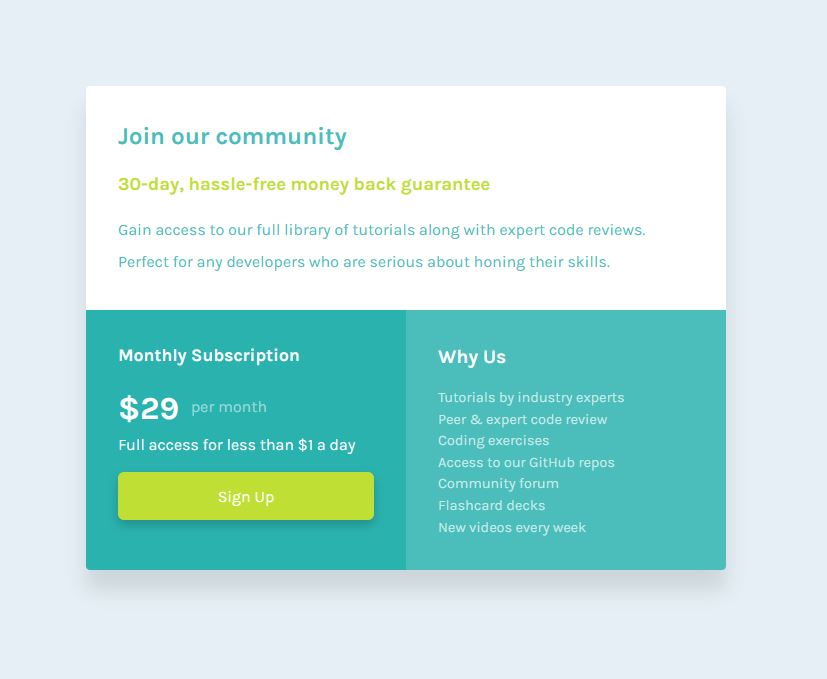 Join our community
30-day, hassle-free money back guarantee
Gain access to our full library of tutorials along with expert code reviews.
Perfect for any developers who are serious about honing their skills.
Monthly Subscription
$29 per month
Full access for less than $1 a day
Sign Up
Why Us
Tutorials by industry experts
Peer & expert code review
Coding exercises
Access to our GitHub repos
Community forum
Flashcard decks
New videos every week